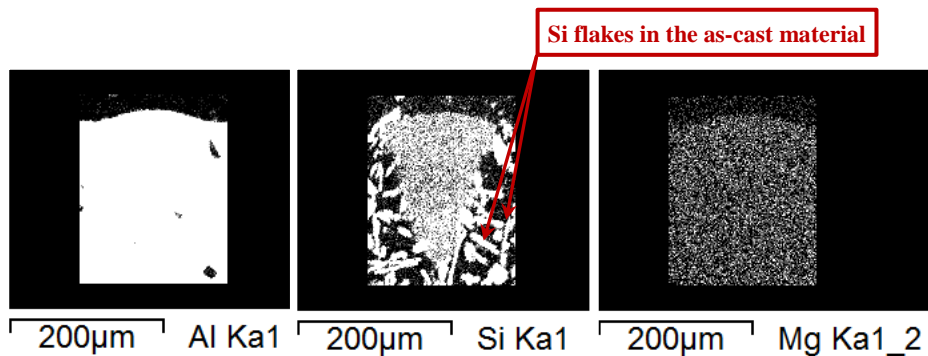 Si flakes in the as-cast material
200μm Al Ka1
200μm Si Ka1
200μm Mg Ka1_2